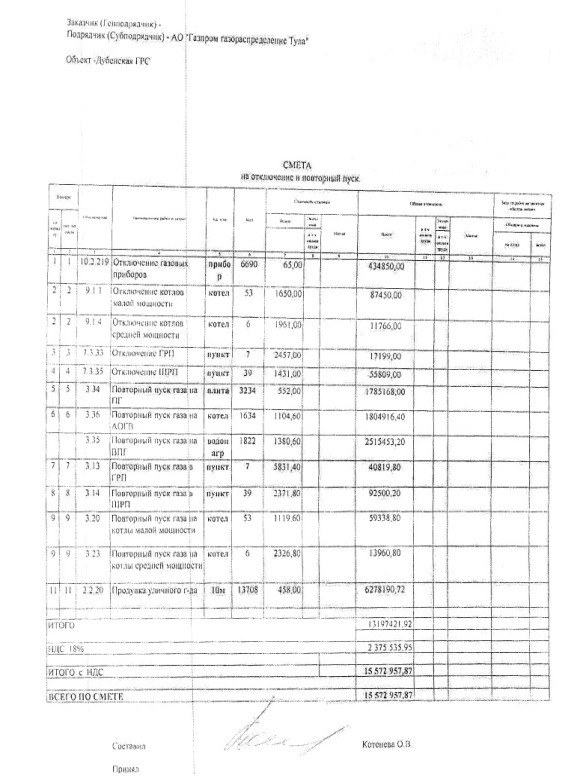 Заказчик (Генподрядчик) -
Подрядчик (Субподрядчик) - АО "Газпром газораспределение Тула"
Объект -Дубенская ГРС
СМЕТА
на отключение и повторный пуск.
1 1 10.2.219 Отключение газовых приборов прибор 6690 65,00 434850,00
2 2 9.1.1 Отключение котлов малой мощности котел 53 1650,00 87450,00
2 2 9.1.4 Отключение котлов средней мощности котел 6 1961,00 11766,00
3 3 7.3.33 Отключение ГРП пункт 7 2457,00 17199,00
4 4 7.3.35 Отключение ШРП пункт 39 1431,00 55809,00
5 5 3.34 Повторный пуск газа на ПГ плита 3234 552,00 1785168,00
6 6 3.36 Повторный пуск газа на АОГВ котел 1634 1104,60 1804916,40
3.35 Повторный пуск газа на ВПГ водонагр 1822 1380,60 2515453,20
7 7 3.13 Повторный пуск газа в ГРП пункт 7 5831,40 40819,80
8 8 3.14 Повторный пуск газа в ШРП пункт 39 2371,80 92500,20
9 9 3.20 Повторный пуск газа на котлы малой мощности котел 53 1119,60 59338,80
9 9 3.23 Повторный пуск газа на котлы средней мощности котел 6 2326,80 13960,80
11 11 2.2.20 Продувка уличного г-да 10м 13708 458,00 6278190,72
ИТОГО 13197421,92
НДС 18% 2 375 535,95
ИТОГО с НДС 15 572 957,87
ВСЕГО ПО СМЕТЕ 15 572 957,87
Составил Котенева О.В.
Принял